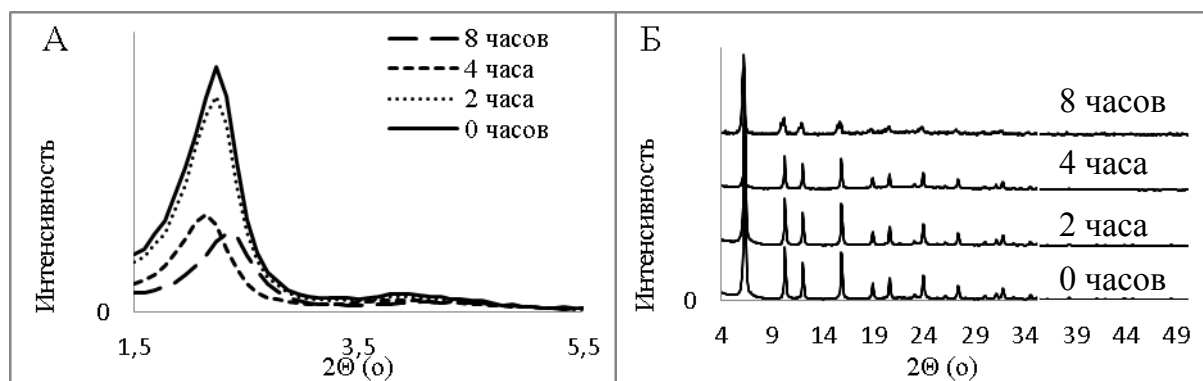 А
8 часов
4 часа
2 часа
0 часов
Интенсивность
0
1,5 3,5 5,5
2Θ (о)
Б
8 часов
4 часа
2 часа
0 часов
Интенсивность
0
4 9 14 19 24 29 34 39 44 49
2Θ (о)